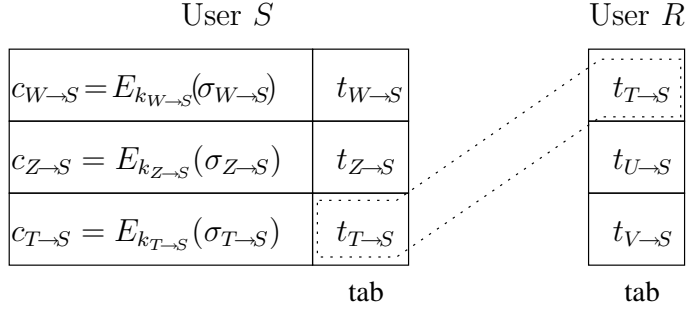 User S User R
c_{W→S} = E_{k_{W→S}}(σ_{W→S}) t_{W→S} t_{T→S}
c_{Z→S} = E_{k_{Z→S}}(σ_{Z→S}) t_{Z→S} t_{U→S}
c_{T→S} = E_{k_{T→S}}(σ_{T→S}) t_{T→S} t_{V→S}
tab tab